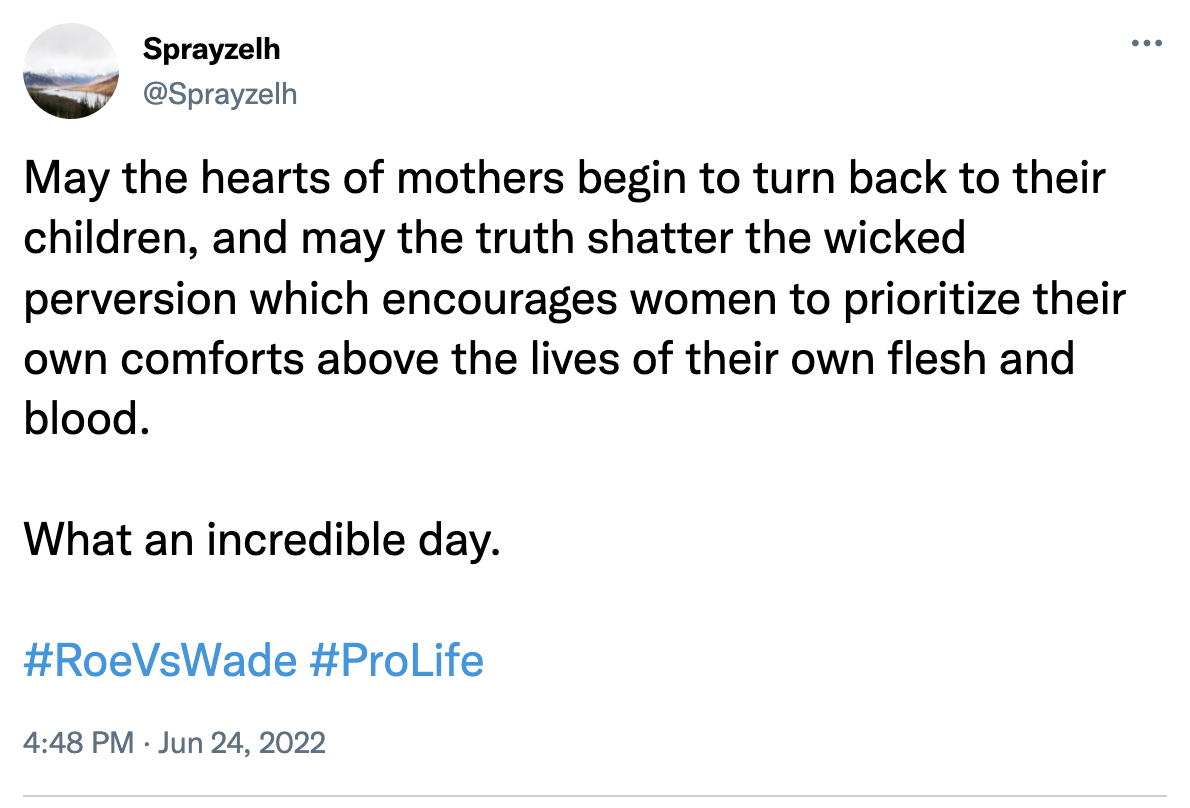 Sprayzelh
@Sprayzelh
May the hearts of mothers begin to turn back to their
children, and may the truth shatter the wicked
perversion which encourages women to prioritize their
own comforts above the lives of their own flesh and
blood.
What an incredible day.
#RoeVsWade #ProLife
4:48 PM · Jun 24, 2022